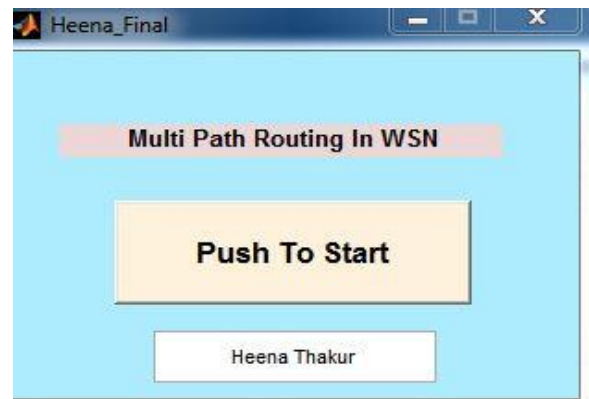 Heena_Final
Multi Path Routing In WSN
Push To Start
Heena Thakur